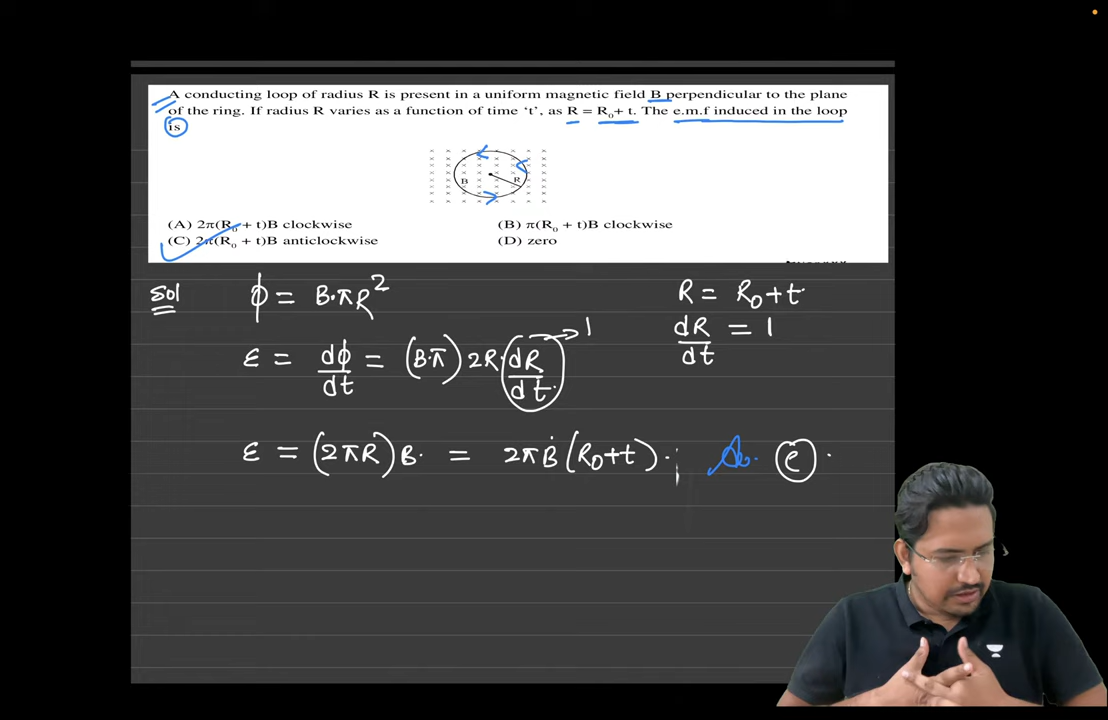 A conducting loop of radius R is present in a uniform magnetic field B perpendicular to the plane
of the ring. If radius R varies as a function of time ‘t’, as R = R₀+ t. The e.m.f induced in the loop
is
B R
(A) 2π(R₀ + t)B clockwise (B) π(R₀ + t)B clockwise
(C) 2π(R₀ + t)B anticlockwise (D) zero
Sol ϕ = B·πR² R = R₀+t
dR/dt = 1
ε = dϕ/dt = (B·π) 2R·dR/dt → 1
ε = (2πR)B· = 2πB(R₀+t)· (c)·